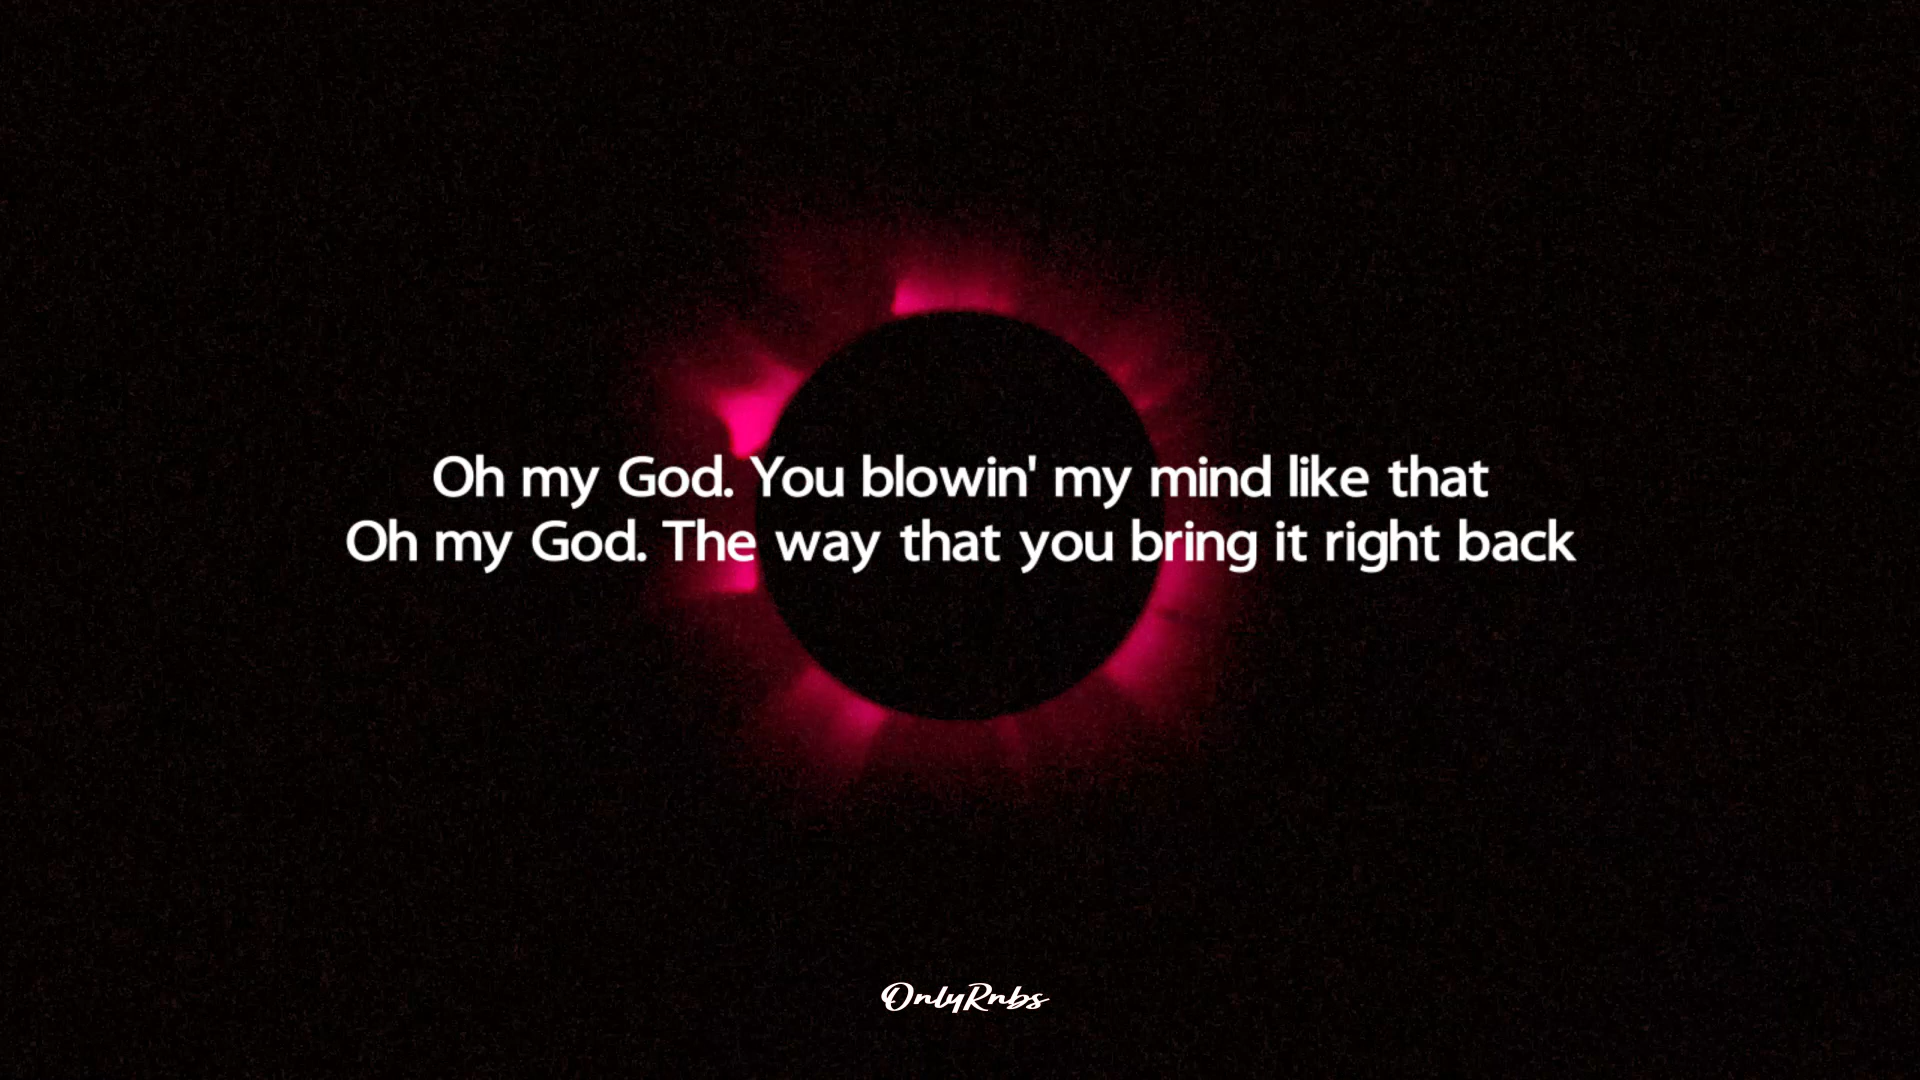 Oh my God. You blowin' my mind like that
Oh my God. The way that you bring it right back
OnlyRnbs